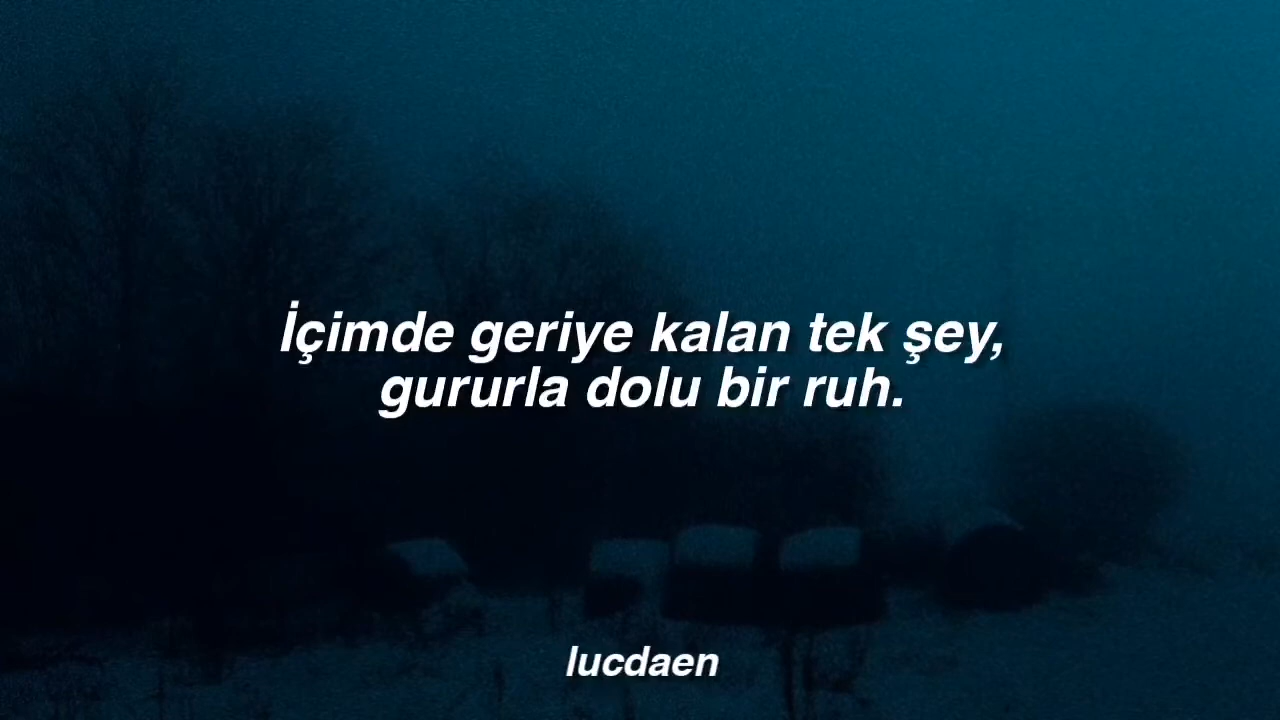 İçimde geriye kalan tek şey,
gururla dolu bir ruh.
lucdaen